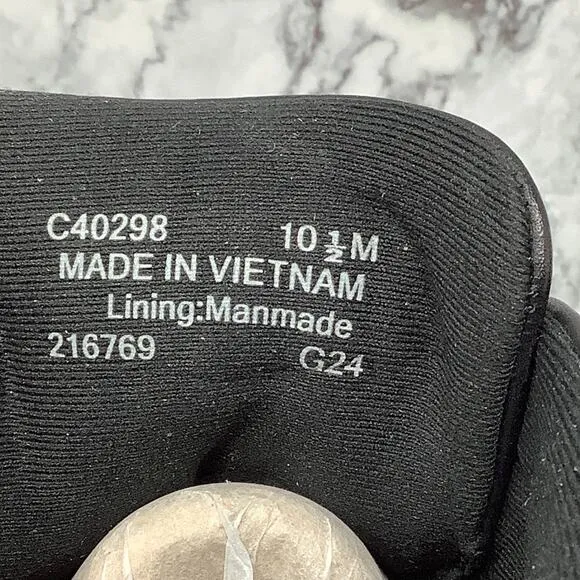 C40298 10 ½ M
MADE IN VIETNAM
Lining:Manmade
216769 G24